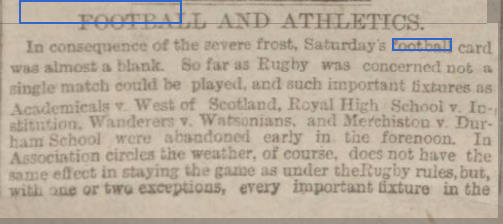 FOOTBALL AND ATHLETICS.
In consequence of the severe frost, Saturday's football card
was almost a blank. So far as Rugby was concerned not a
single match could be played, and such important fixtures as
Academicals v. West of Scotland, Royal High School v. In-
stitution, Wanderers v. Watsonians, and Merchiston v. Dur-
ham School were abandoned early in the forenoon. In
Association circles the weather, of course, does not have the
same effect in staying the game as under the Rugby rules, but,
with one or two exceptions, every important fixture in the